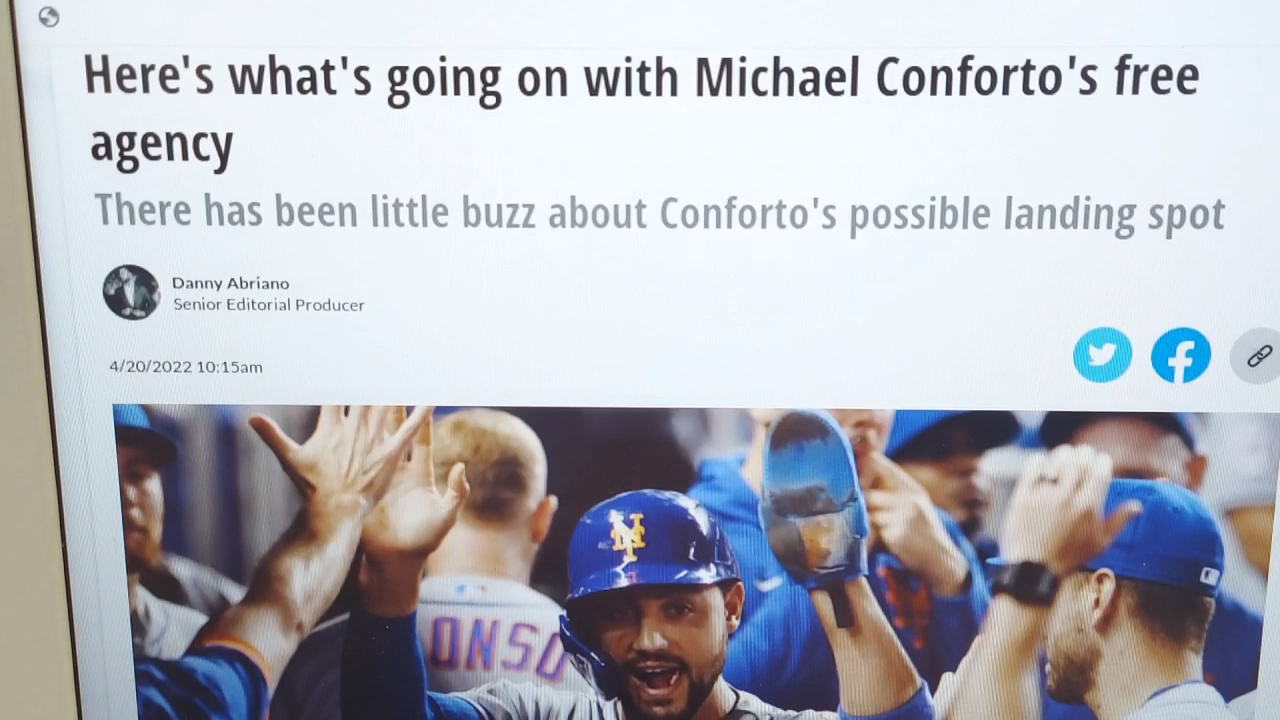 Here's what's going on with Michael Conforto's free
agency
There has been little buzz about Conforto's possible landing spot
Danny Abriano
Senior Editorial Producer
4/20/2022 10:15am
NY
ONSO